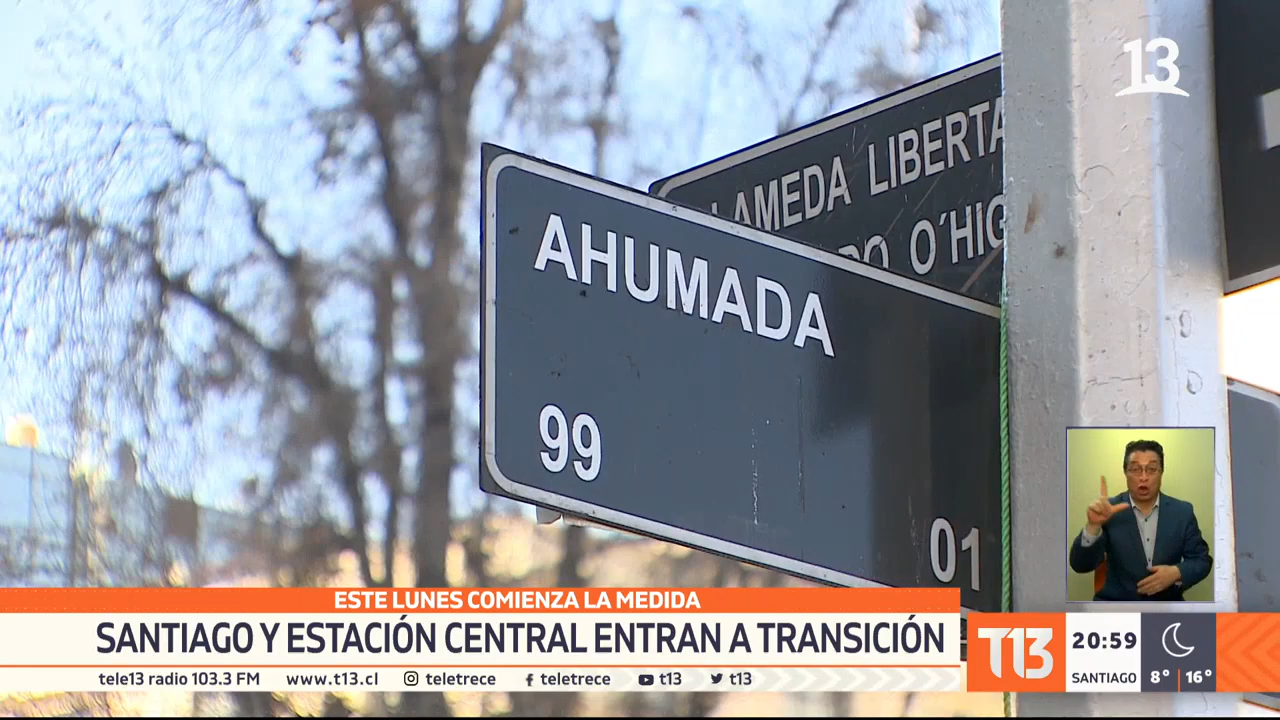 13
ALAMEDA LIBERTA
O'HIG
AHUMADA
99
01
ESTE LUNES COMIENZA LA MEDIDA
SANTIAGO Y ESTACIÓN CENTRAL ENTRAN A TRANSICIÓN
tele13 radio 103.3 FM www.t13.cl teletrece teletrece t13 t13
T13
20:59
SANTIAGO
8° 16°